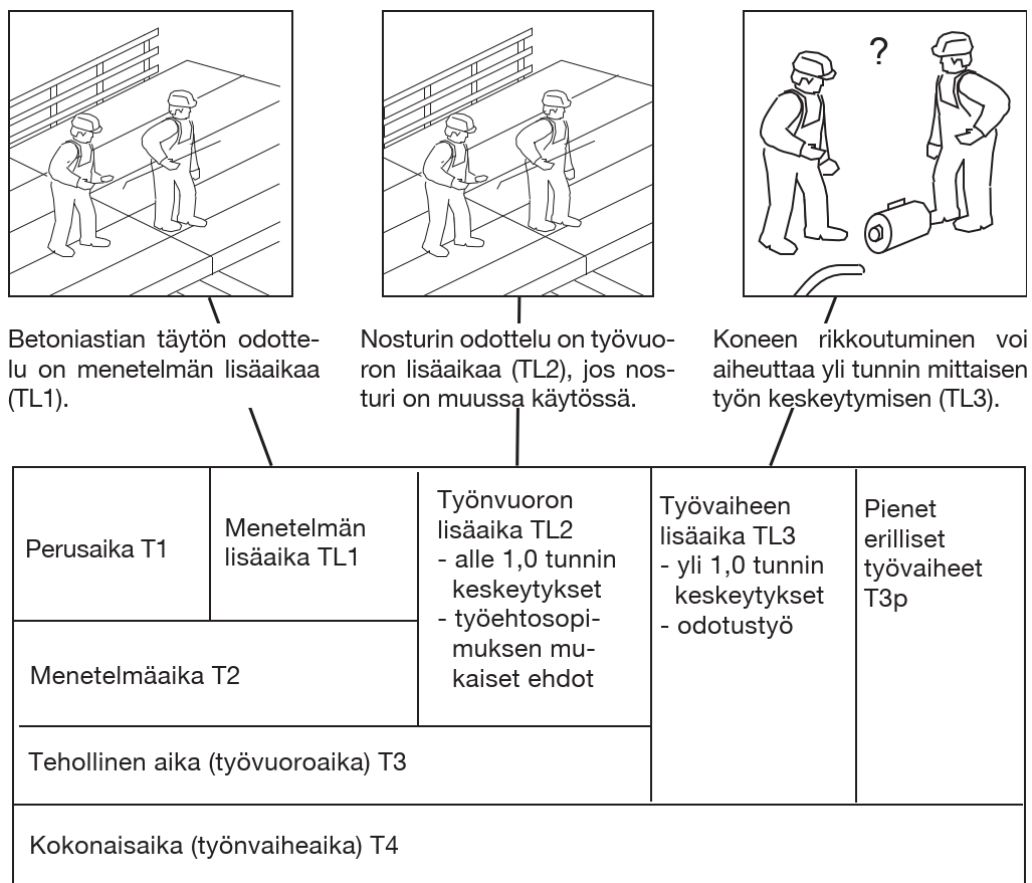 ?
Betoniastian täytön odotte-
lu on menetelmän lisäaikaa
(TL1).
Nosturin odottelu on työvuo-
ron lisäaikaa (TL2), jos nos-
turi on muussa käytössä.
Koneen rikkoutuminen voi
aiheuttaa yli tunnin mittaisen
työn keskeytymisen (TL3).
Perusaika T1
Menetelmän
lisäaika TL1
Työnvuoron
lisäaika TL2
- alle 1,0 tunnin
keskeytykset
- työehtosopi-
muksen mu-
kaiset ehdot
Työvaiheen
lisäaika TL3
- yli 1,0 tunnin
keskeytykset
- odotustyö
Pienet
erilliset
työvaiheet
T3p
Menetelmäaika T2
Tehollinen aika (työvuoroaika) T3
Kokonaisaika (työnvaiheaika) T4